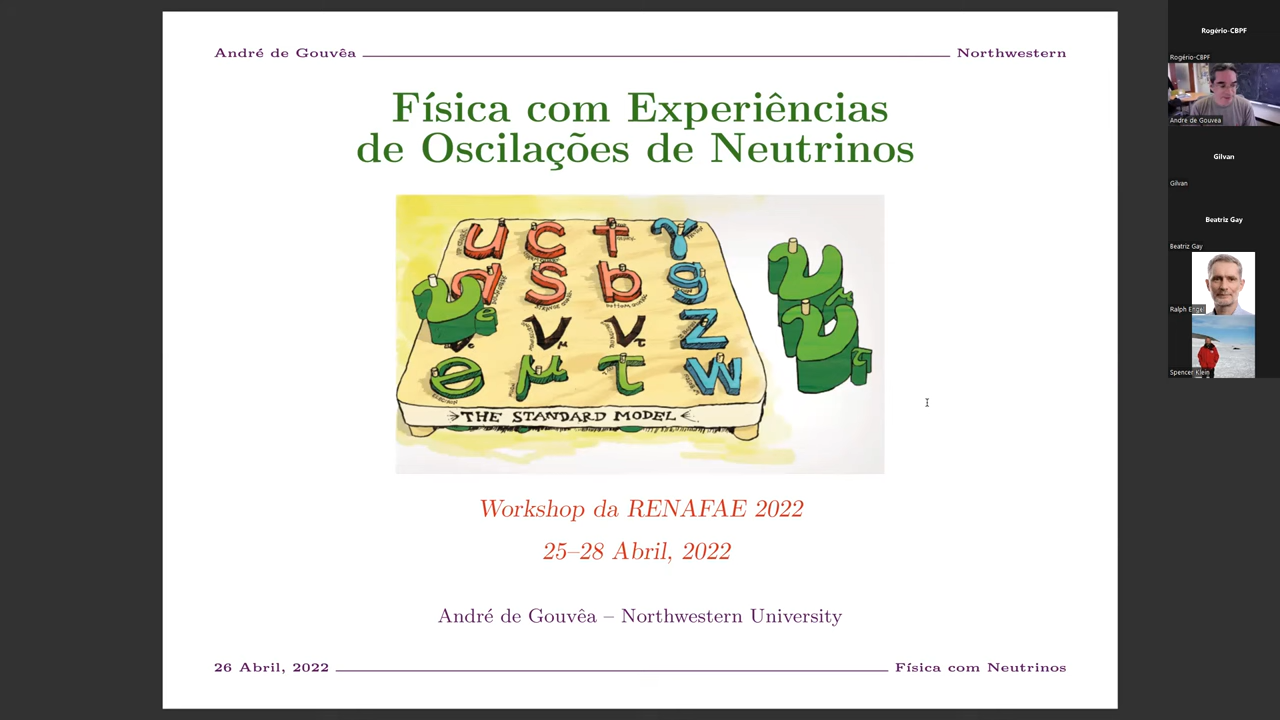 André de Gouvêa Northwestern
Física com Experiências
de Oscilações de Neutrinos
u c t γ
d s b g
ν ν Z
e μ τ W
ν e
ν μ
ν τ
THE STANDARD MODEL
Workshop da RENAFAE 2022
25–28 Abril, 2022
André de Gouvêa – Northwestern University
26 Abril, 2022 Física com Neutrinos
Rogério-CBPF
Rogério-CBPF
André de Gouvea
Gilvan
Gilvan
Beatriz Gay
Beatriz Gay
Ralph Engel
Spencer Klein